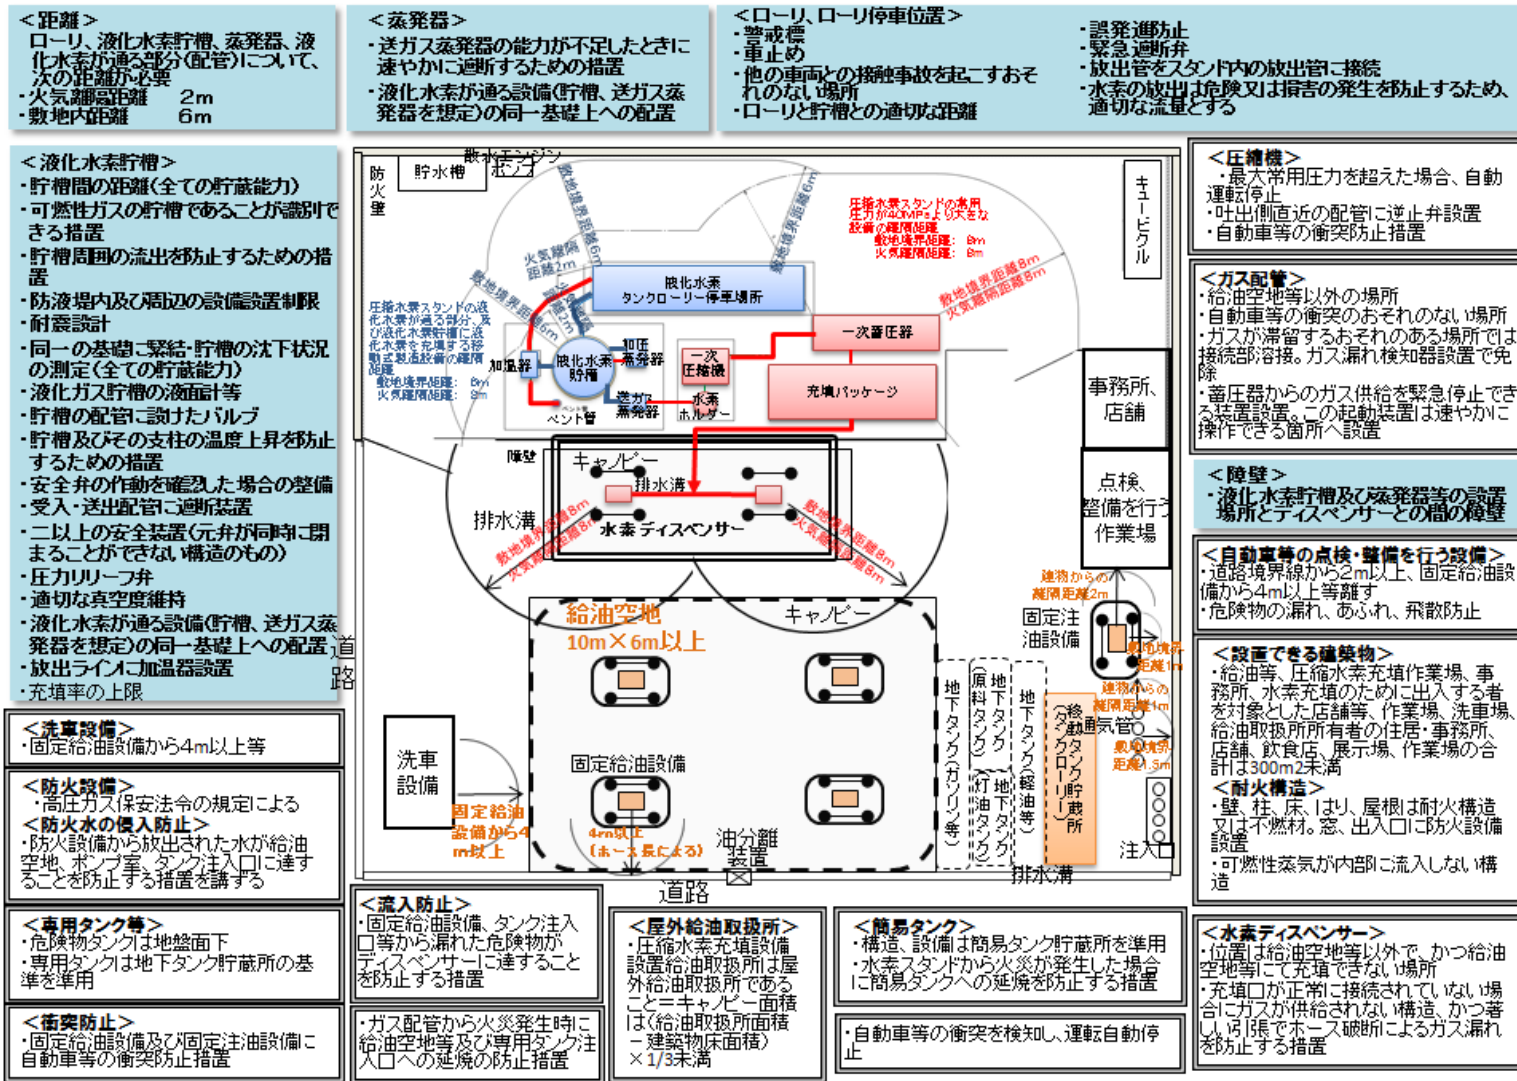 ＜距離＞
ローリ、液化水素貯槽、蒸発器、液
化水素が通る部分(配管)について、
次の距離が必要
・火気離隔距離　2m
・敷地内距離　6m
＜蒸発器＞
・送ガス蒸発器の能力が不足したときに
速やかに遮断するための措置
・液化水素が通る設備(貯槽、送ガス蒸
発器を想定)の同一基礎上への配置
＜ローリ、ローリ停車位置＞
・警戒標
・車止め
・他の車両との接触事故を起こすおそ
れのない場所
・ローリと貯槽との適切な距離
・誤発進防止
・緊急遮断弁
・放出管をスタンド内の放出管に接続
・水素の放出は危険又は損害の発生を防止するため、
適切な流量とする
＜液化水素貯槽＞
・貯槽間の距離(全ての貯蔵能力)
・可燃性ガスの貯槽であることが識別で
きる措置
・貯槽周囲の流出を防止するための措
置
・防液堤内及び周辺の設備設置制限
・耐震設計
・同一の基礎に緊結・貯槽の沈下状況
の測定(全ての貯蔵能力)
・液化ガス貯槽の液面計等
・貯槽の配管に設けたバルブ
・貯槽及びその支柱の温度上昇を防止
するための措置
・安全弁の作動を確認した場合の整備
・受入・送出配管に遮断装置
・二以上の安全装置(元弁が同時に閉
まることができない構造のもの)
・圧力リリーフ弁
・適切な真空度維持
・液化水素が通る設備(貯槽、送ガス蒸
発器を想定)の同一基礎上への配置
・放出ラインに加温器設置
・充填率の上限
＜洗車設備＞
・固定給油設備から4m以上等
＜防火設備＞
・高圧ガス保安法令の規定による
＜防火水の侵入防止＞
・防火設備から放出された水が給油
空地、ポンプ室、タンク注入口に達す
ることを防止する措置を講ずる
＜専用タンク等＞
・危険物タンクは地盤面下
・専用タンクは地下タンク貯蔵所の基
準を準用
＜衝突防止＞
・固定給油設備及び固定注油設備に
自動車等の衝突防止措置
防火壁
貯水槽
散水エンジン
ポンプ
キュービクル
敷地境界距離6m
敷地境界距離6m
火気離隔
距離2m
敷地境界距離6m
火気離隔
距離2m
圧縮水素スタンドの常用
圧力が40MPaより大きな
設備の離隔距離
敷地境界距離：　8m
火気離隔距離：　8m
敷地境界距離8m
火気離隔距離8m
液化水素
タンクローリー停車場所
圧縮水素スタンドの液
化水素が通る部分、及
び液化水素貯槽に液
化水素を充填する移
動式製造設備の離隔
距離
敷地境界距離：　6m
火気離隔距離：　2m
加温器
液化水素
貯槽
加圧
蒸発器
送ガス
蒸発器
ベント管
ベント管
一次
圧縮機
水素
ホルダー
一次蓄圧器
充填パッケージ
事務所、
店舗
点検、
整備を行う
作業場
障壁
キャノピー
排水溝
排水溝
水素ディスペンサー
敷地境界距離8m
火気離隔距離8m
敷地境界距離8m
火気離隔距離8m
給油空地
10m×6m以上
キャノピー
建物からの
離隔距離2m
固定注
油設備
敷地境界
距離1m
建物からの
離隔距離1m
通気管
敷地境界
距離1.5m
道
路
洗車
設備
固定給油設備
固定給油
設備から4
m以上
4m以上
(ホース長による)
油分離
装置
道路
地下タンク(ガソリン等)
地下タンク
(原料タンク)
地下タンク
(灯油タンク)
地下タンク(軽油等)
移動タンク貯蔵所
(タンクローリー)
注入口
排水溝
＜圧縮機＞
・最大常用圧力を超えた場合、自動
運転停止
・吐出側直近の配管に逆止弁設置
・自動車等の衝突防止措置
＜ガス配管＞
・給油空地等以外の場所
・自動車等の衝突のおそれのない場所
・ガスが滞留するおそれのある場所では
接続部溶接。ガス漏れ検知器設置で免
除
・蓄圧器からのガス供給を緊急停止でき
る装置設置。この起動装置は速やかに
操作できる箇所へ設置
＜障壁＞
・液化水素貯槽及び蒸発器等の設置
場所とディスペンサーとの間の障壁
＜自動車等の点検・整備を行う設備＞
・道路境界線から2m以上、固定給油設
備から4m以上等離す
・危険物の漏れ、あふれ、飛散防止
＜設置できる建築物＞
・給油等、圧縮水素充填作業場、事
務所、水素充填のために出入する者
を対象とした店舗等、作業場、洗車場、
給油取扱所所有者の住居・事務所、
店舗、飲食店、展示場、作業場の合
計は300m2未満
＜耐火構造＞
・壁、柱、床、はり、屋根は耐火構造
又は不燃材。窓、出入口に防火設備
設置
・可燃性蒸気が内部に流入しない構
造
＜水素ディスペンサー＞
・位置は給油空地等以外で、かつ給油
空地等にて充填できない場所
・充填口が正常に接続されていない場
合にガスが供給されない構造、かつ著
しい引張でホース破断によるガス漏れ
を防止する措置
＜流入防止＞
・固定給油設備、タンク注入
口等から漏れた危険物が
ディスペンサーに達すること
を防止する措置
・ガス配管から火災発生時に
給油空地等及び専用タンク注
入口への延焼の防止措置
＜屋外給油取扱所＞
・圧縮水素充填設備
設置給油取扱所は屋
外給油取扱所である
こと＝キャノピー面積
は(給油取扱所面積
－建築物床面積)
×1/3未満
＜簡易タンク＞
・構造、設備は簡易タンク貯蔵所を準用
・水素スタンドから火災が発生した場合
に簡易タンクへの延焼を防止する措置
・自動車等の衝突を検知し、運転自動停
止